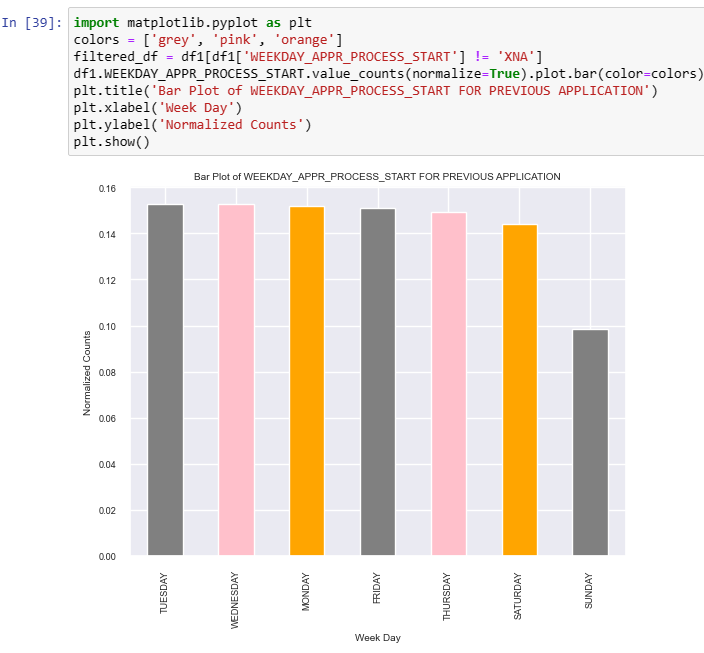 In [39]: import matplotlib.pyplot as plt
colors = ['grey', 'pink', 'orange']
filtered_df = df1[df1['WEEKDAY_APPR_PROCESS_START'] != 'XNA']
df1.WEEKDAY_APPR_PROCESS_START.value_counts(normalize=True).plot.bar(color=colors)
plt.title('Bar Plot of WEEKDAY_APPR_PROCESS_START FOR PREVIOUS APPLICATION')
plt.xlabel('Week Day')
plt.ylabel('Normalized Counts')
plt.show()
Bar Plot of WEEKDAY_APPR_PROCESS_START FOR PREVIOUS APPLICATION
0.16
0.14
0.12
0.10
0.08
0.06
0.04
0.02
0.00
Normalized Counts
TUESDAY
WEDNESDAY
MONDAY
FRIDAY
THURSDAY
SATURDAY
SUNDAY
Week Day